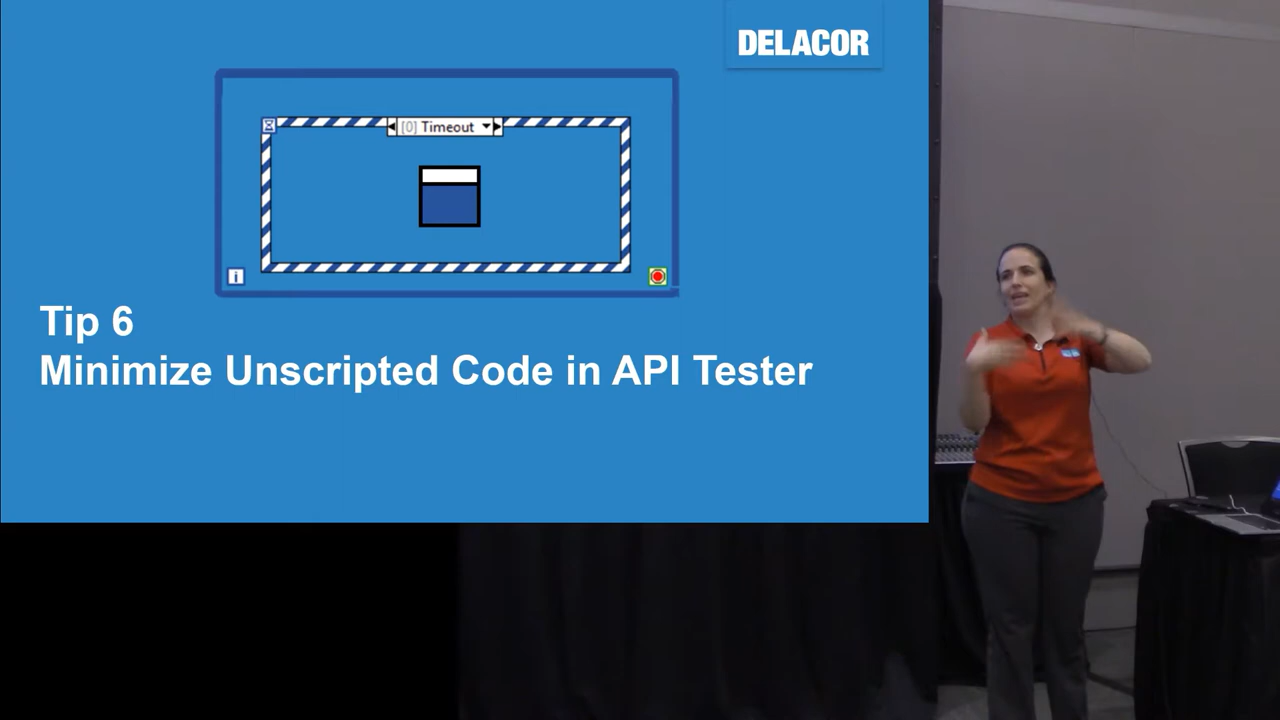 DELACOR
[0] Timeout
i
Tip 6
Minimize Unscripted Code in API Tester